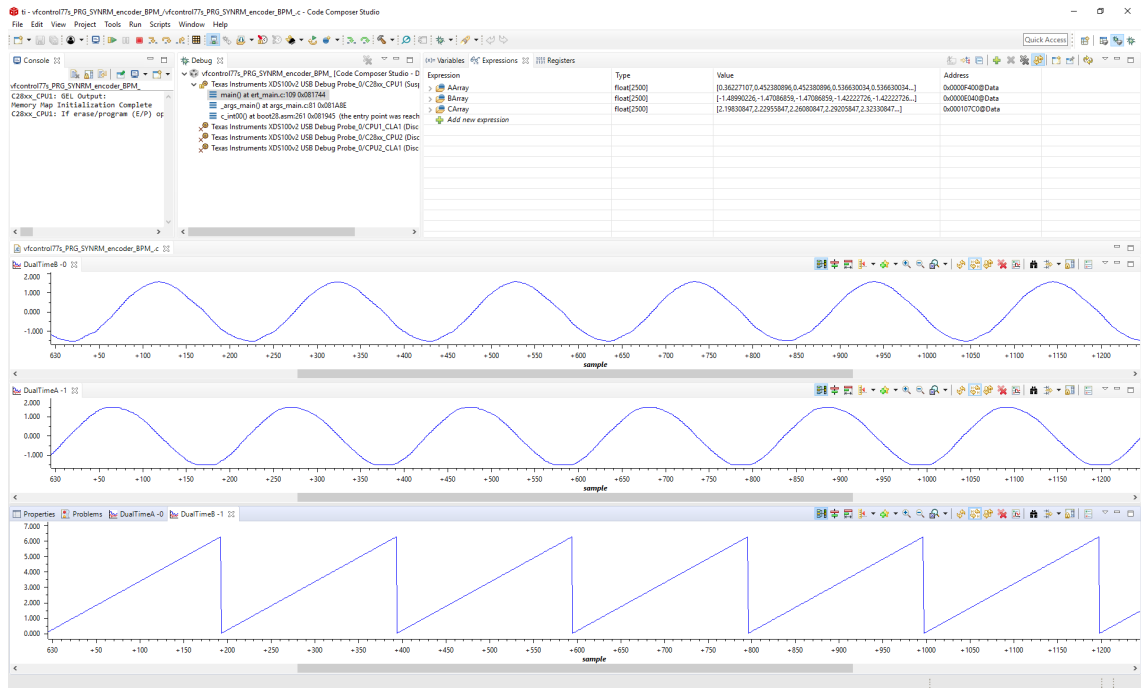 ti - vfcontrol77s_PRG_SYNRM_encoder_BPM_/vfcontrol77s_PRG_SYNRM_encoder_BPM_.c - Code Composer Studio
File Edit View Project Tools Run Scripts Window Help
Quick Access
Console
vfcontrol77s_PRG_SYNRM_encoder_BPM_
C28xx_CPU1: GEL Output:
Memory Map Initialization Complete
C28xx_CPU1: If erase/program (E/P) op
Debug
vfcontrol77s_PRG_SYNRM_encoder_BPM_ [Code Composer Studio - D
Texas Instruments XDS100v2 USB Debug Probe_0/C28xx_CPU1 (Susp
main() at ert_main.c:109 0x081744
_args_main() at args_main.c:81 0x081A8E
c_int00() at boot28.asm:261 0x081945 (the entry point was reach
Texas Instruments XDS100v2 USB Debug Probe_0/CPU1_CLA1 (Disc
Texas Instruments XDS100v2 USB Debug Probe_0/C28xx_CPU2 (Disc
Texas Instruments XDS100v2 USB Debug Probe_0/CPU2_CLA1 (Disc
(x)= Variables Expressions Registers
Expression Type Value Address
AArray float[2500] [0.36227107,0.452380896,0.452380896,0.536630034,0.536630034...] 0x0000F400@Data
BArray float[2500] [-1.48990226,-1.47086859,-1.47086859,-1.42222726,-1.42222726...] 0x0000E040@Data
CArray float[2500] [2.19830847,2.22955847,2.26080847,2.29205847,2.32330847...] 0x000107C0@Data
Add new expression
vfcontrol77s_PRG_SYNRM_encoder_BPM_.c
DualTimeB -0
2.000
1.000
0.000
-1.000
630 +50 +100 +150 +200 +250 +300 +350 +400 +450 +500 +550 +600 +650 +700 +750 +800 +850 +900 +950 +1000 +1050 +1100 +1150 +1200
sample
DualTimeA -1
2.000
1.000
0.000
-1.000
630 +50 +100 +150 +200 +250 +300 +350 +400 +450 +500 +550 +600 +650 +700 +750 +800 +850 +900 +950 +1000 +1050 +1100 +1150 +1200
sample
Properties Problems DualTimeA -0 DualTimeB -1
7.000
6.000
5.000
4.000
3.000
2.000
1.000
0.000
630 +50 +100 +150 +200 +250 +300 +350 +400 +450 +500 +550 +600 +650 +700 +750 +800 +850 +900 +950 +1000 +1050 +1100 +1150 +1200
sample